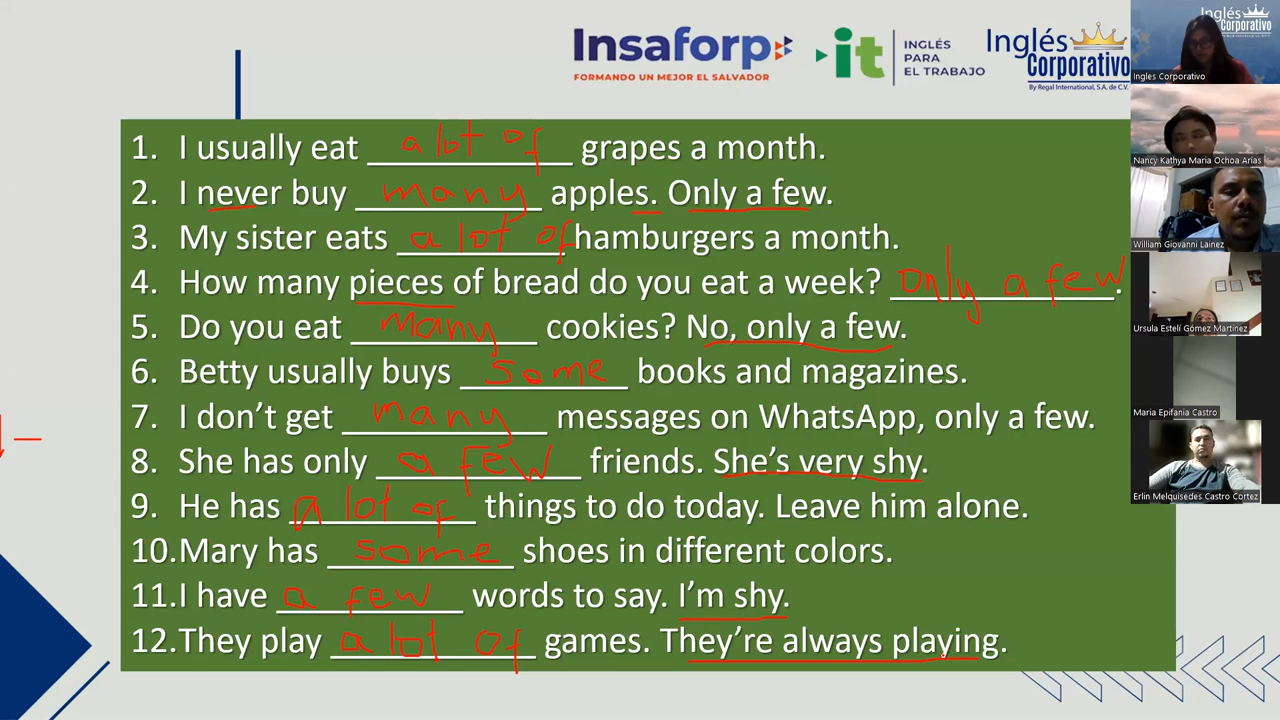 Insaforp
FORMANDO UN MEJOR EL SALVADOR
it
INGLÉS
PARA
EL TRABAJO
Inglés
Corporativo
By Regal International, S.A. de C.V.
Inglés
Corporativo
Ingles Corporativo
Nancy Kathya Maria Ochoa Arias
William Giovanni Lainez
Ursula Estelí Gómez Martínez
Maria Epifania Castro
Erlin Melquisedes Castro Cortez
1. I usually eat a lot of grapes a month.
2. I never buy many apples. Only a few.
3. My sister eats a lot of hamburgers a month.
4. How many pieces of bread do you eat a week? only a few.
5. Do you eat many cookies? No, only a few.
6. Betty usually buys some books and magazines.
7. I don't get many messages on WhatsApp, only a few.
8. She has only a few friends. She's very shy.
9. He has a lot of things to do today. Leave him alone.
10. Mary has some shoes in different colors.
11. I have a few words to say. I'm shy.
12. They play a lot of games. They're always playing.